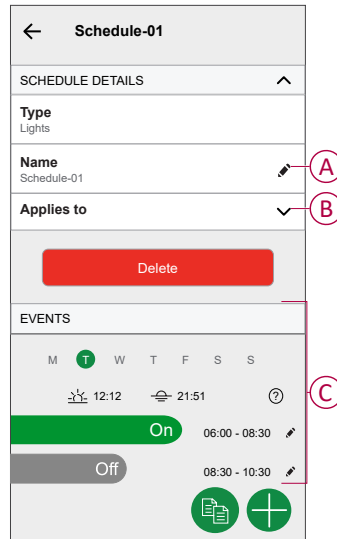 Schedule-01
SCHEDULE DETAILS
Type
Lights
Name
Schedule-01
A
Applies to
B
Delete
EVENTS
M T W T F S S
12:12 21:51 ?
C
On 06:00 - 08:30
Off 08:30 - 10:30